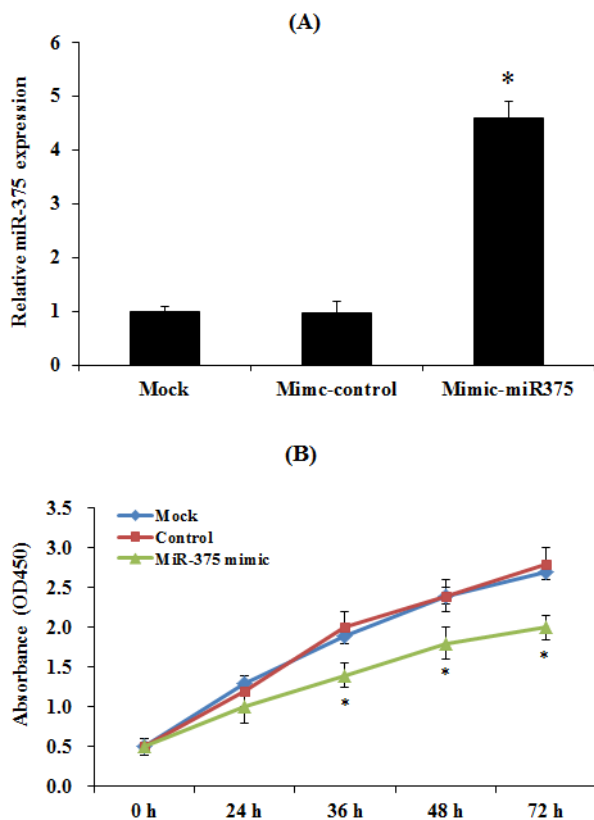 (A)
Relative miR-375 expression
6
5
4
3
2
1
0
*
Mock
Mimc-control
Mimic-miR375
(B)
Absorbance (OD450)
3.5
3.0
2.5
2.0
1.5
1.0
0.5
0.0
Mock
Control
MiR-375 mimic
*
*
*
0 h
24 h
36 h
48 h
72 h